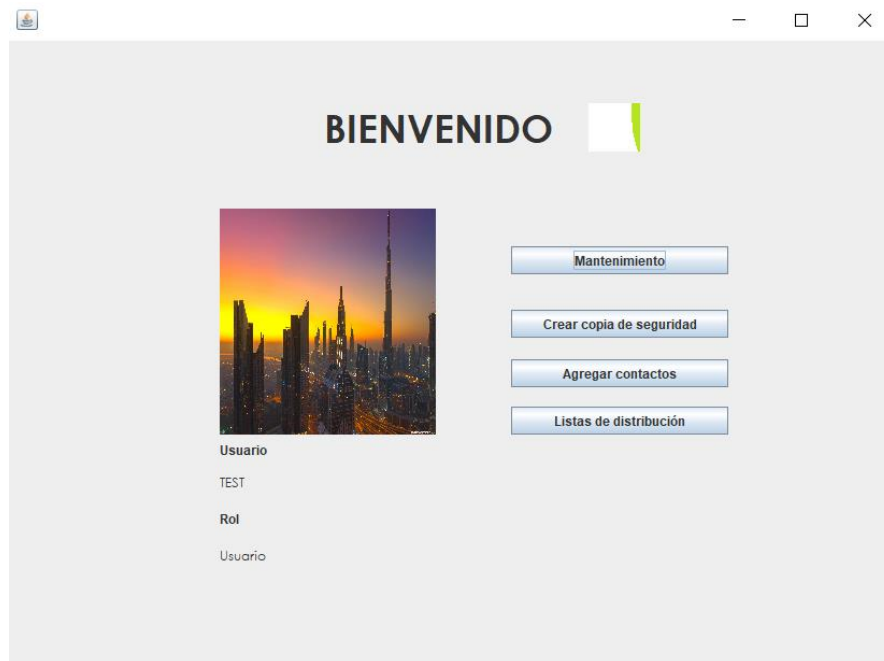 BIENVENIDO
Mantenimiento
Crear copia de seguridad
Agregar contactos
Listas de distribución
Usuario
TEST
Rol
Usuario